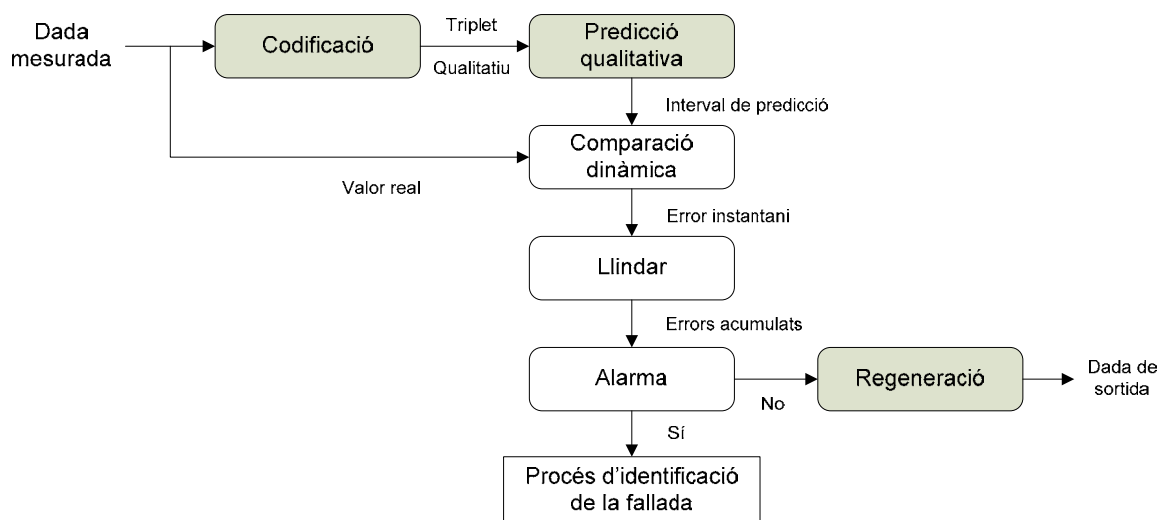 Dada
mesurada
Codificació
Triplet
Qualitatiu
Predicció
qualitativa
Interval de predicció
Comparació
dinàmica
Valor real
Error instantani
Llindar
Errors acumulats
Alarma
No
Regeneració
Dada de
sortida
Sí
Procés d'identificació
de la fallada